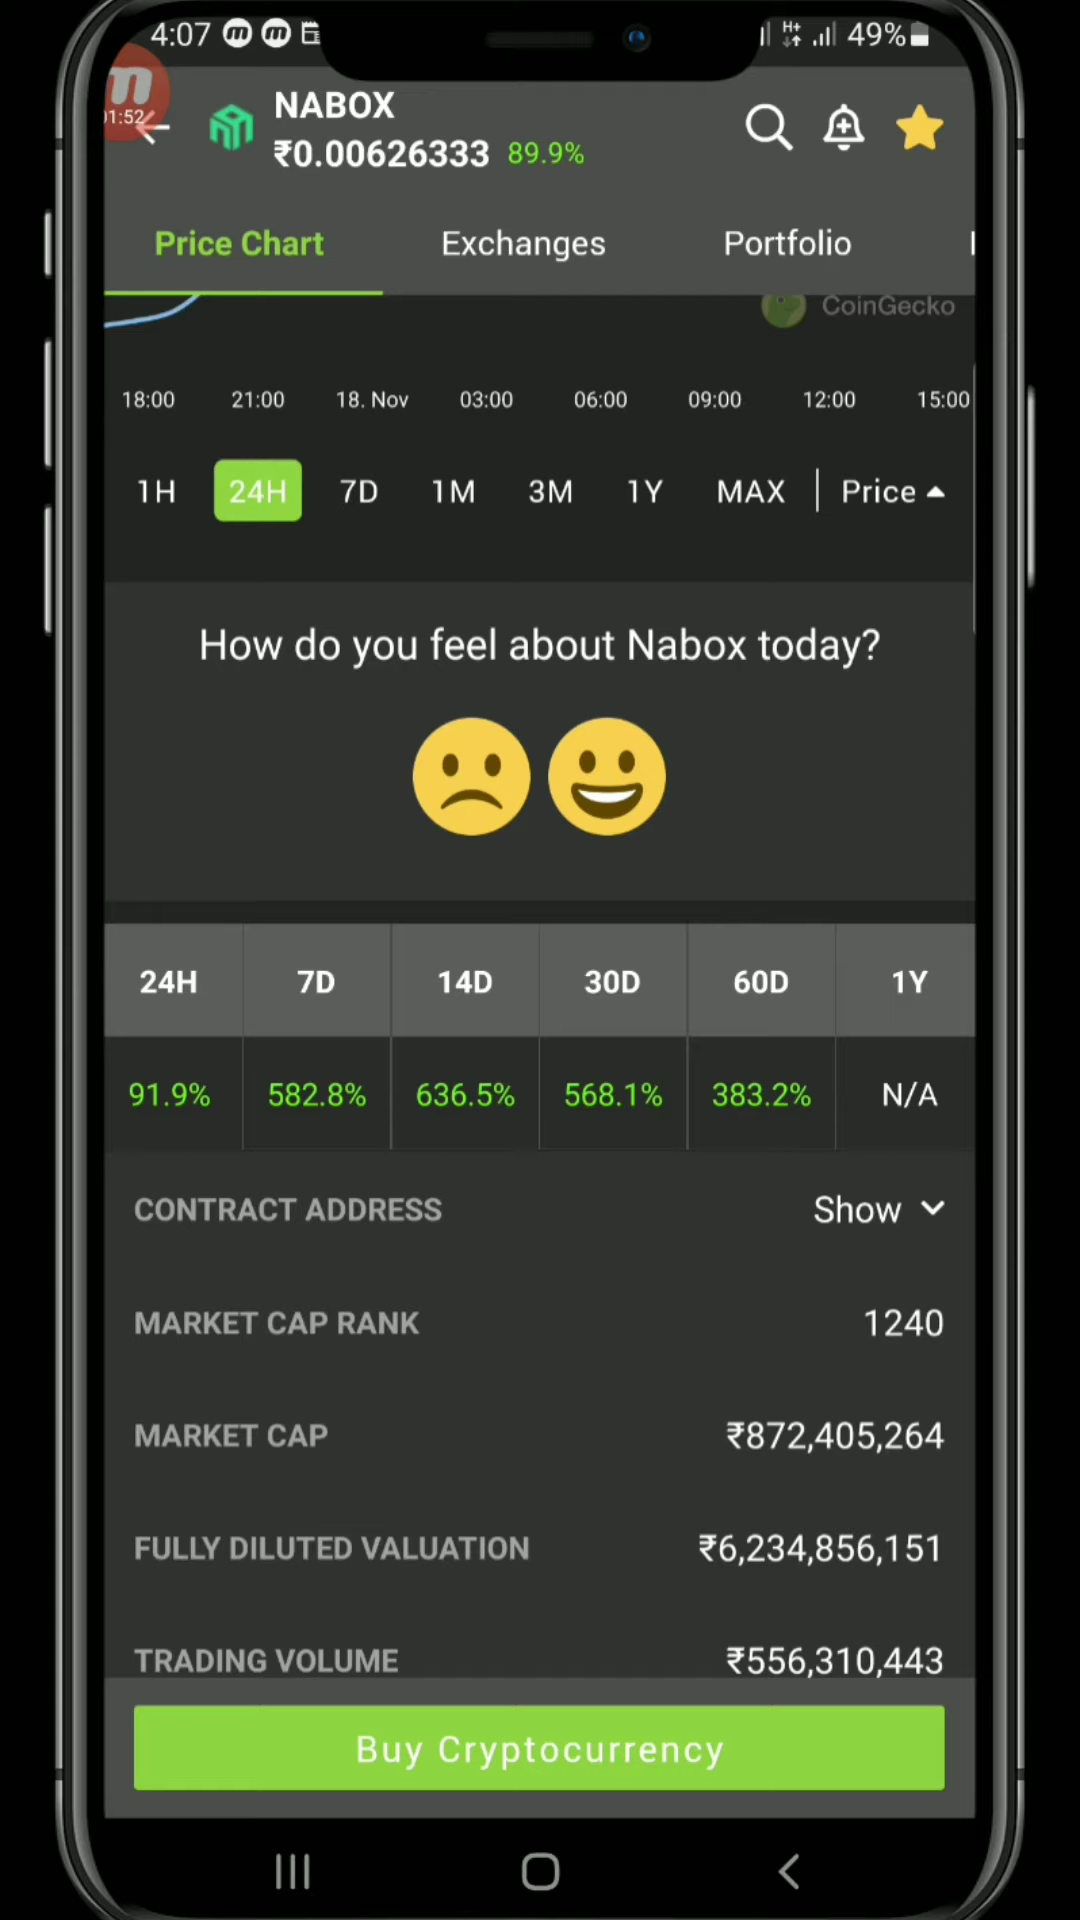 4:07 49%
01:52
NABOX
₹0.00626333 89.9%
Price Chart Exchanges Portfolio
CoinGecko
18:00 21:00 18. Nov 03:00 06:00 09:00 12:00 15:00
1H 24H 7D 1M 3M 1Y MAX | Price
How do you feel about Nabox today?
24H 7D 14D 30D 60D 1Y
91.9% 582.8% 636.5% 568.1% 383.2% N/A
CONTRACT ADDRESS Show
MARKET CAP RANK 1240
MARKET CAP ₹872,405,264
FULLY DILUTED VALUATION ₹6,234,856,151
TRADING VOLUME ₹556,310,443
Buy Cryptocurrency